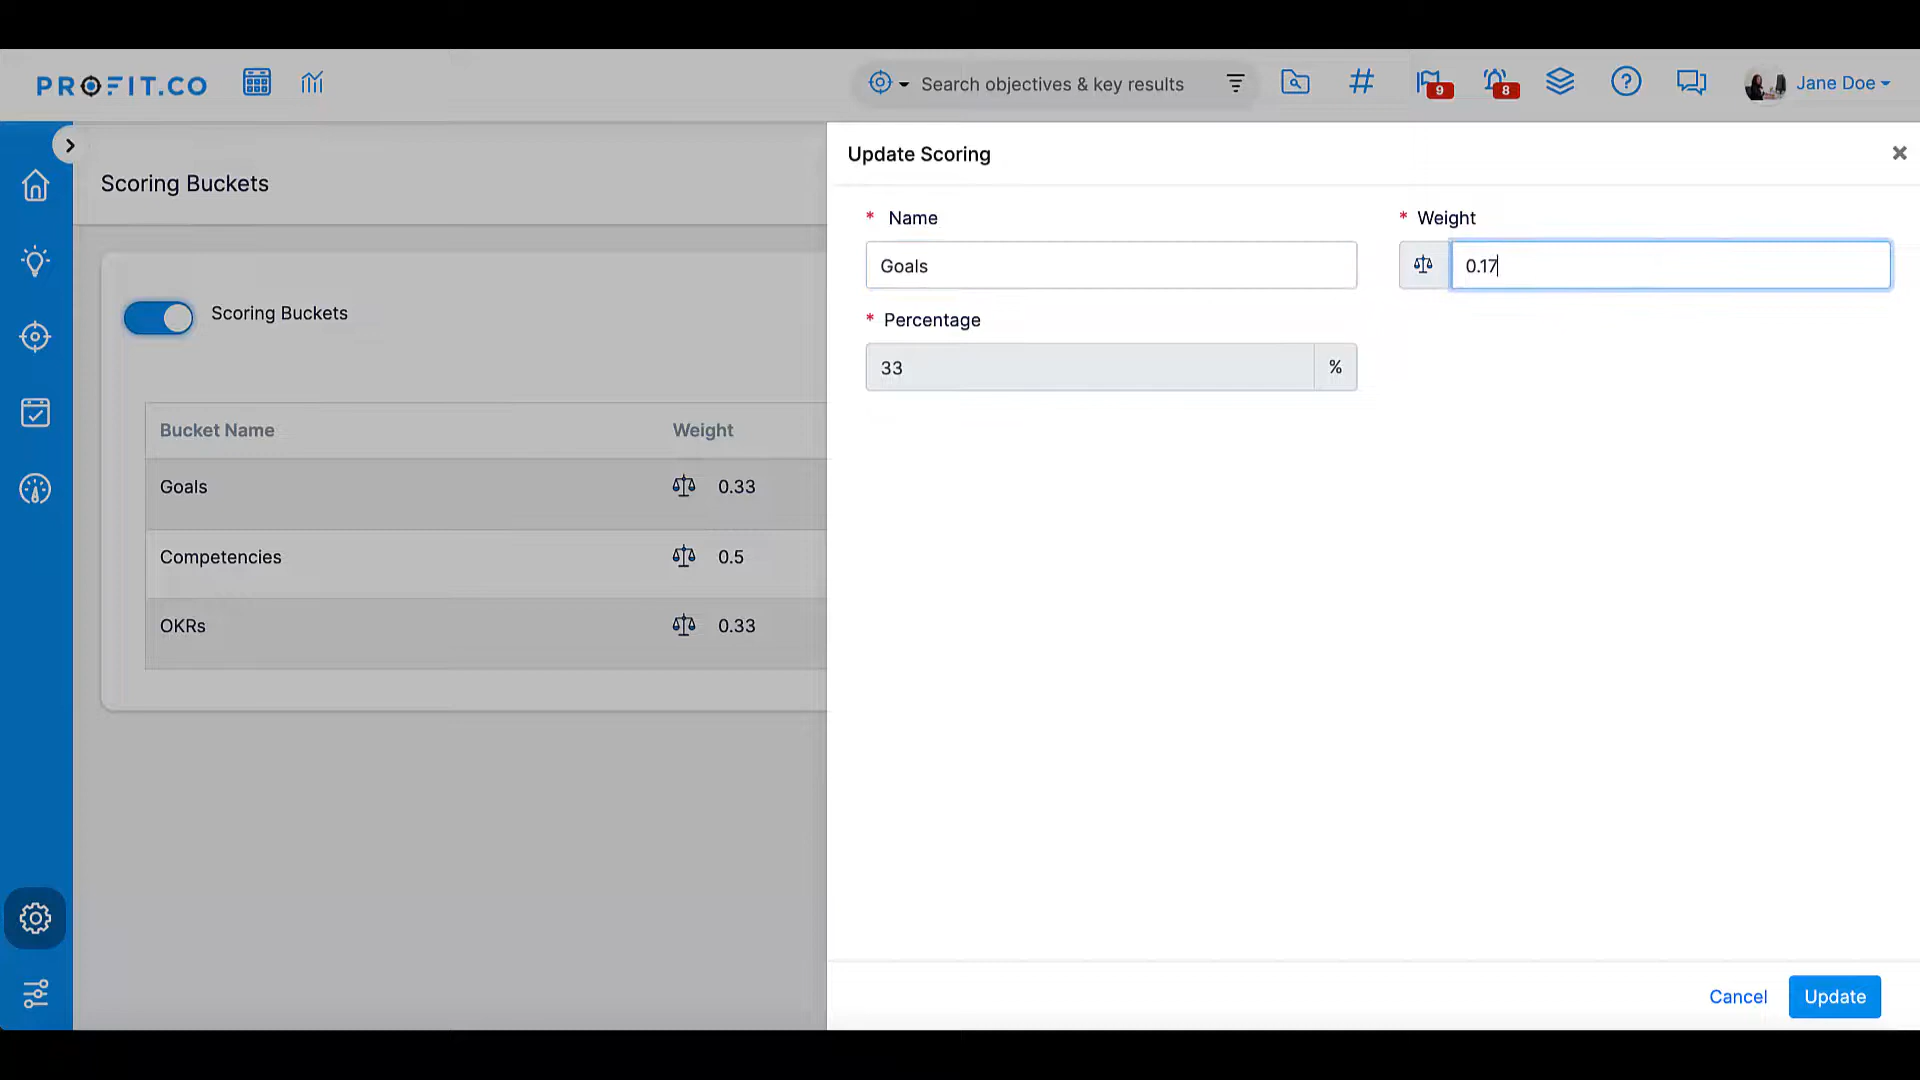 PROFIT.CO
Search objectives & key results
9
8
Jane Doe
Scoring Buckets
Update Scoring
* Name
* Weight
Goals
0.17
Scoring Buckets
* Percentage
33
%
Bucket Name
Weight
Goals
0.33
Competencies
0.5
OKRs
0.33
Cancel
Update